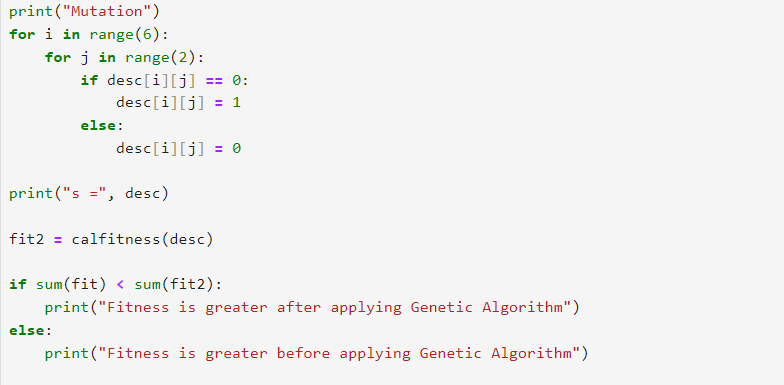 print("Mutation")
for i in range(6):
    for j in range(2):
        if desc[i][j] == 0:
            desc[i][j] = 1
        else:
            desc[i][j] = 0

print("s =", desc)

fit2 = calfitness(desc)

if sum(fit) < sum(fit2):
    print("Fitness is greater after applying Genetic Algorithm")
else:
    print("Fitness is greater before applying Genetic Algorithm")